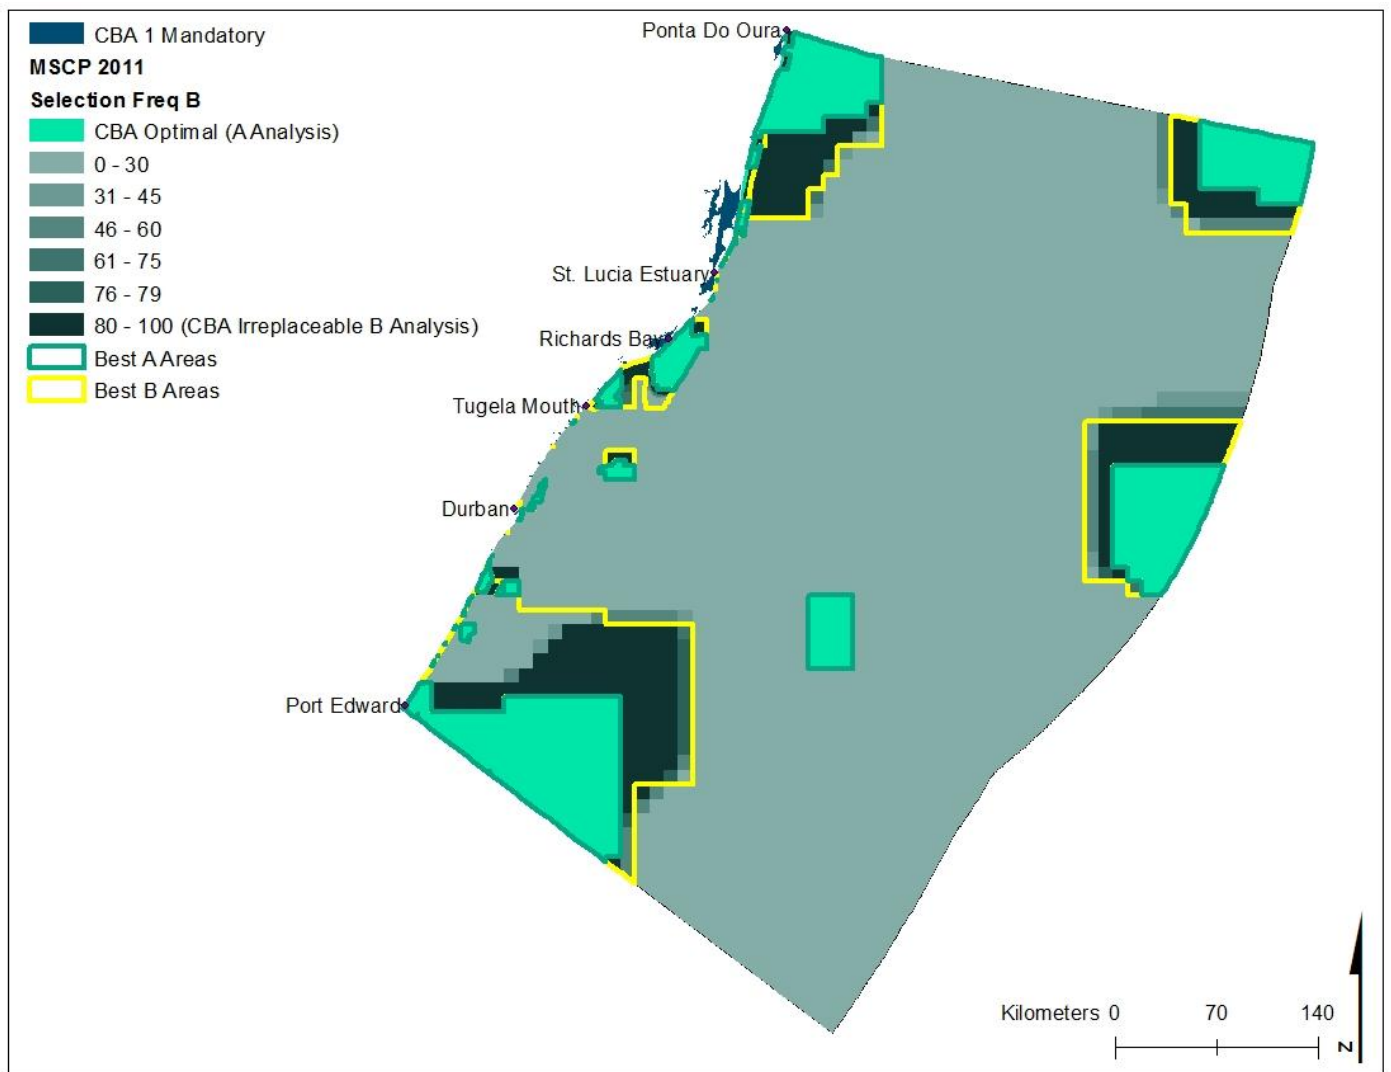 CBA 1 Mandatory
MSCP 2011
Selection Freq B
CBA Optimal (A Analysis)
0 - 30
31 - 45
46 - 60
61 - 75
76 - 79
80 - 100 (CBA Irreplaceable B Analysis)
Best A Areas
Best B Areas
Ponta Do Oura
St. Lucia Estuary
Richards Bay
Tugela Mouth
Durban
Port Edward
Kilometers 0 70 140
N